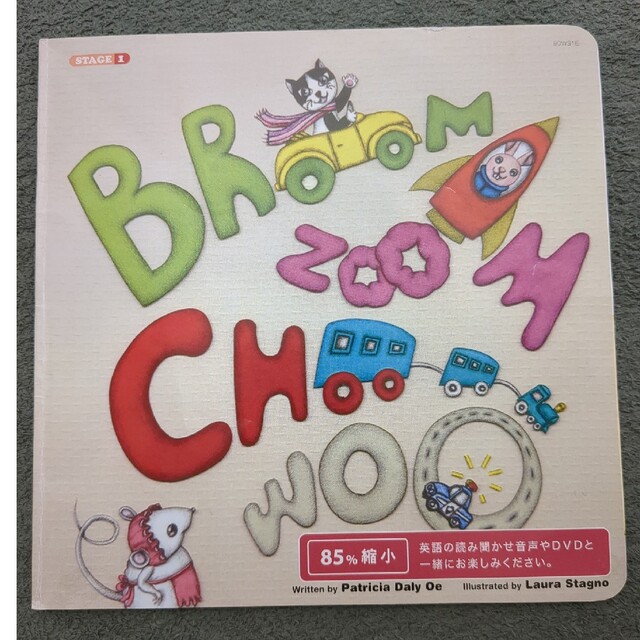 STAGE 1
BROOM
ZOOM
CHOO
WOO
85%縮小
英語の読み聞かせ音声やDVDと
一緒にお楽しみください。
Written by Patricia Daly Oe Illustrated by Laura Stagno